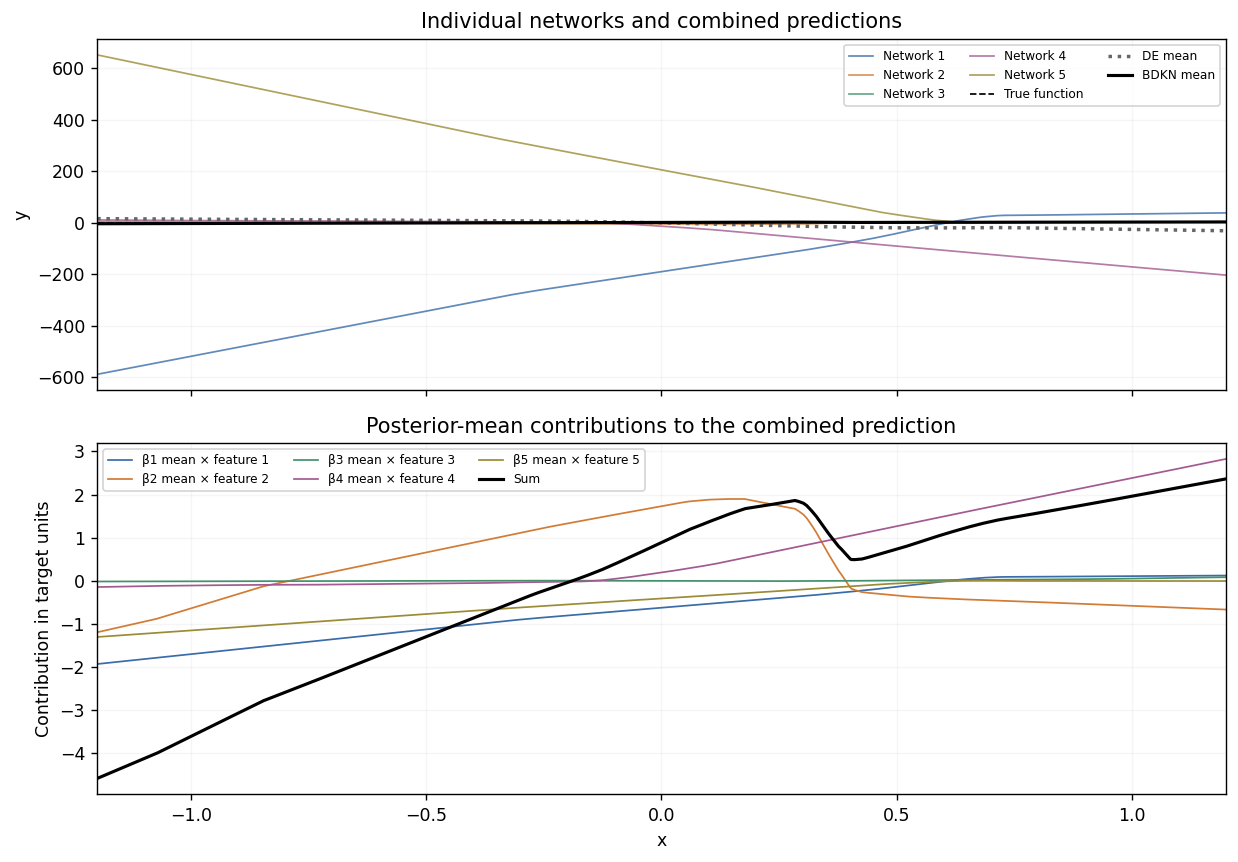 Individual networks and combined predictions
Network 1
Network 2
Network 3
Network 4
Network 5
True function
DE mean
BDKN mean
600
400
200
0
−200
−400
−600
y
Posterior-mean contributions to the combined prediction
β1 mean × feature 1
β2 mean × feature 2
β3 mean × feature 3
β4 mean × feature 4
β5 mean × feature 5
Sum
3
2
1
0
−1
−2
−3
−4
Contribution in target units
−1.0
−0.5
0.0
0.5
1.0
x